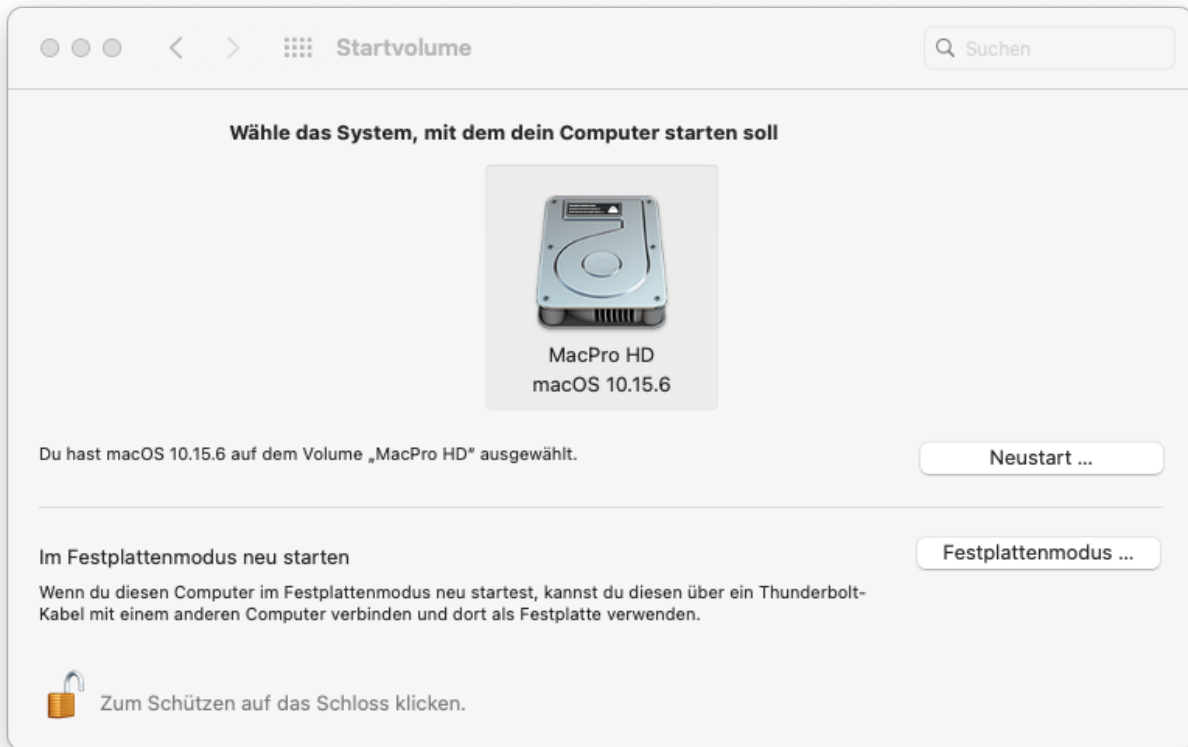 Startvolume
Suchen
Wähle das System, mit dem dein Computer starten soll
MacPro HD
macOS 10.15.6
Du hast macOS 10.15.6 auf dem Volume „MacPro HD" ausgewählt.
Neustart ...
Im Festplattenmodus neu starten
Festplattenmodus ...
Wenn du diesen Computer im Festplattenmodus neu startest, kannst du diesen über ein Thunderbolt-
Kabel mit einem anderen Computer verbinden und dort als Festplatte verwenden.
Zum Schützen auf das Schloss klicken.